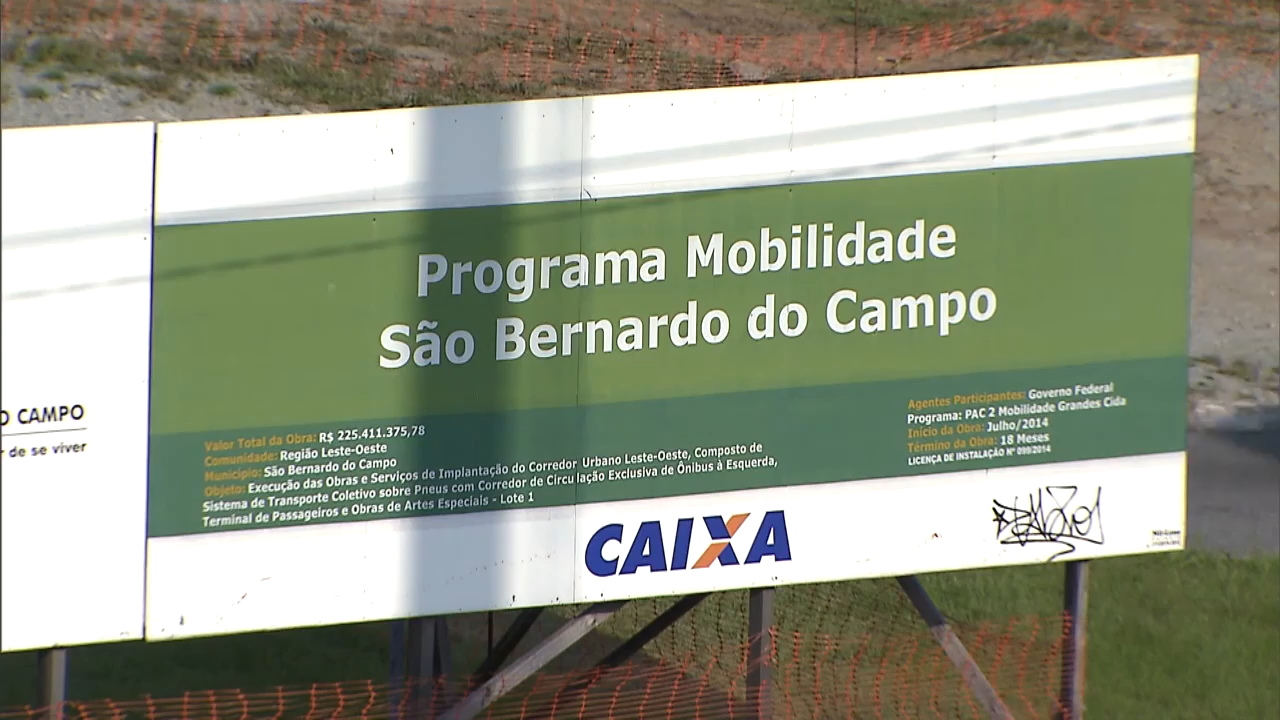 O CAMPO
de se viver
Programa Mobilidade
São Bernardo do Campo
Valor Total da Obra: R$ 225.411.375,78
Comunidade: Região Leste-Oeste
Município: São Bernardo do Campo
Objeto: Execução das Obras e Serviços de Implantação do Corredor Urbano Leste-Oeste, Composto de
Sistema de Transporte Coletivo sobre Pneus com Corredor de Circulação Exclusiva de Ônibus à Esquerda,
Terminal de Passageiros e Obras de Artes Especiais - Lote 1
Agentes Participantes: Governo Federal
Programa: PAC 2 Mobilidade Grandes Cida
Início da Obra: Julho/2014
Término da Obra: 18 Meses
LICENÇA DE INSTALAÇÃO Nº 099/2014
CAIXA